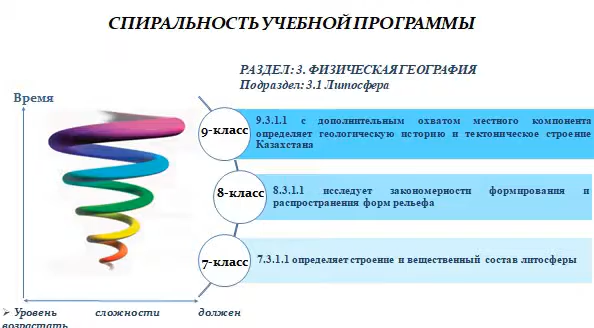 СПИРАЛЬНОСТЬ УЧЕБНОЙ ПРОГРАММЫ
РАЗДЕЛ: 3. ФИЗИЧЕСКАЯ ГЕОГРАФИЯ
Подраздел: 3.1 Литосфера
Время
9-класс
9.3.1.1 с дополнительным охватом местного компонента
определяет геологическую историю и тектоническое строение
Казахстана
8-класс
8.3.1.1 исследует закономерности формирования и
распространения форм рельефа
7-класс
7.3.1.1 определяет строение и вещественный состав литосферы
➢ Уровень сложности должен
возрастать